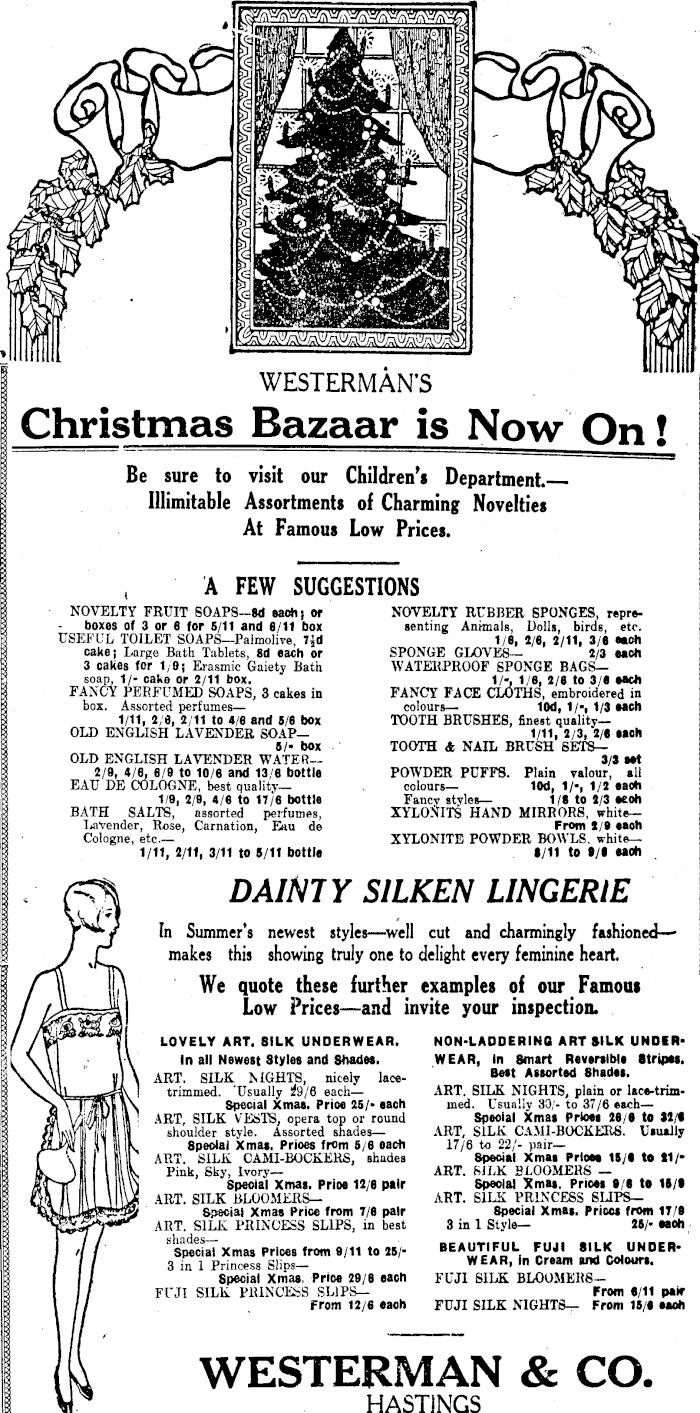 WESTERMAN'S
Christmas Bazaar is Now On!
Be sure to visit our Children's Department.—
Illimitable Assortments of Charming Novelties
At Famous Low Prices.
A FEW SUGGESTIONS
NOVELTY FRUIT SOAPS—8d each; or
boxes of 3 or 6 for 5/11 and 6/11 box
USEFUL TOILET SOAPS—Palmolive, 7½d
cake; Large Bath Tablets, 8d each or
3 cakes for 1/9; Erasmic Gaiety Bath
soap, 1/- cake or 2/11 box.
FANCY PERFUMED SOAPS, 3 cakes in
box. Assorted perfumes—
1/11, 2/6, 2/11 to 4/6 and 5/6 box
OLD ENGLISH LAVENDER SOAP—
5/- box
OLD ENGLISH LAVENDER WATER—
2/9, 4/6, 6/9 to 10/6 and 13/6 bottle
EAU DE COLOGNE, best quality—
1/9, 2/9, 4/6 to 17/6 bottle
BATH SALTS, assorted perfumes,
Lavender, Rose, Carnation, Eau de
Cologne, etc.—
1/11, 2/11, 3/11 to 5/11 bottle
NOVELTY RUBBER SPONGES, repre-
senting Animals, Dolls, birds, etc.
1/6, 2/6, 2/11, 3/6 each
SPONGE GLOVES— 2/3 each
WATERPROOF SPONGE BAGS—
1/-, 1/6, 2/6 to 3/6 each
FANCY FACE CLOTHS, embroidered in
colours— 10d, 1/-, 1/3 each
TOOTH BRUSHES, finest quality—
1/11, 2/3, 2/6 each
TOOTH & NAIL BRUSH SETS—
3/3 set
POWDER PUFFS. Plain valour, all
colours— 10d, 1/-, 1/2 each
Fancy styles— 1/8 to 2/3 each
XYLONITS HAND MIRRORS, white—
From 2/9 each
XYLONITE POWDER BOWLS, white—
8/11 to 9/6 each
DAINTY SILKEN LINGERIE
In Summer's newest styles—well cut and charmingly fashioned—
makes this showing truly one to delight every feminine heart.
We quote these further examples of our Famous
Low Prices—and invite your inspection.
LOVELY ART. SILK UNDERWEAR.
In all Newest Styles and Shades.
ART. SILK NIGHTS, nicely lace-
trimmed. Usually 29/6 each—
Special Xmas. Price 25/- each
ART. SILK VESTS, opera top or round
shoulder style. Assorted shades—
Special Xmas. Prices from 5/6 each
ART. SILK CAMI-BOCKERS, shades
Pink, Sky, Ivory—
Special Xmas. Price 12/6 pair
ART. SILK BLOOMERS—
Special Xmas Price from 7/6 pair
ART. SILK PRINCESS SLIPS, in best
shades—
Special Xmas Prices from 9/11 to 25/-
3 in 1 Princess Slips—
Special Xmas. Price 29/6 each
FUJI SILK PRINCESS SLIPS—
From 12/6 each
NON-LADDERING ART SILK UNDER-
WEAR, in Smart Reversible Stripes.
Best Assorted Shades.
ART. SILK NIGHTS, plain or lace-trim-
med. Usually 30/- to 37/6 each—
Special Xmas. Prices 26/6 to 32/6
ART. SILK CAMI-BOCKERS. Usually
17/6 to 22/- pair—
Special Xmas Prices 15/6 to 21/-
ART. SILK BLOOMERS —
Special Xmas. Prices 9/6 to 15/9
ART. SILK PRINCESS SLIPS—
Special Xmas. Prices from 17/9
3 in 1 Style— 25/- each
BEAUTIFUL FUJI SILK UNDER-
WEAR, in Cream and Colours.
FUJI SILK BLOOMERS—
From 6/11 pair
FUJI SILK NIGHTS— From 15/6 each
WESTERMAN & CO.
HASTINGS